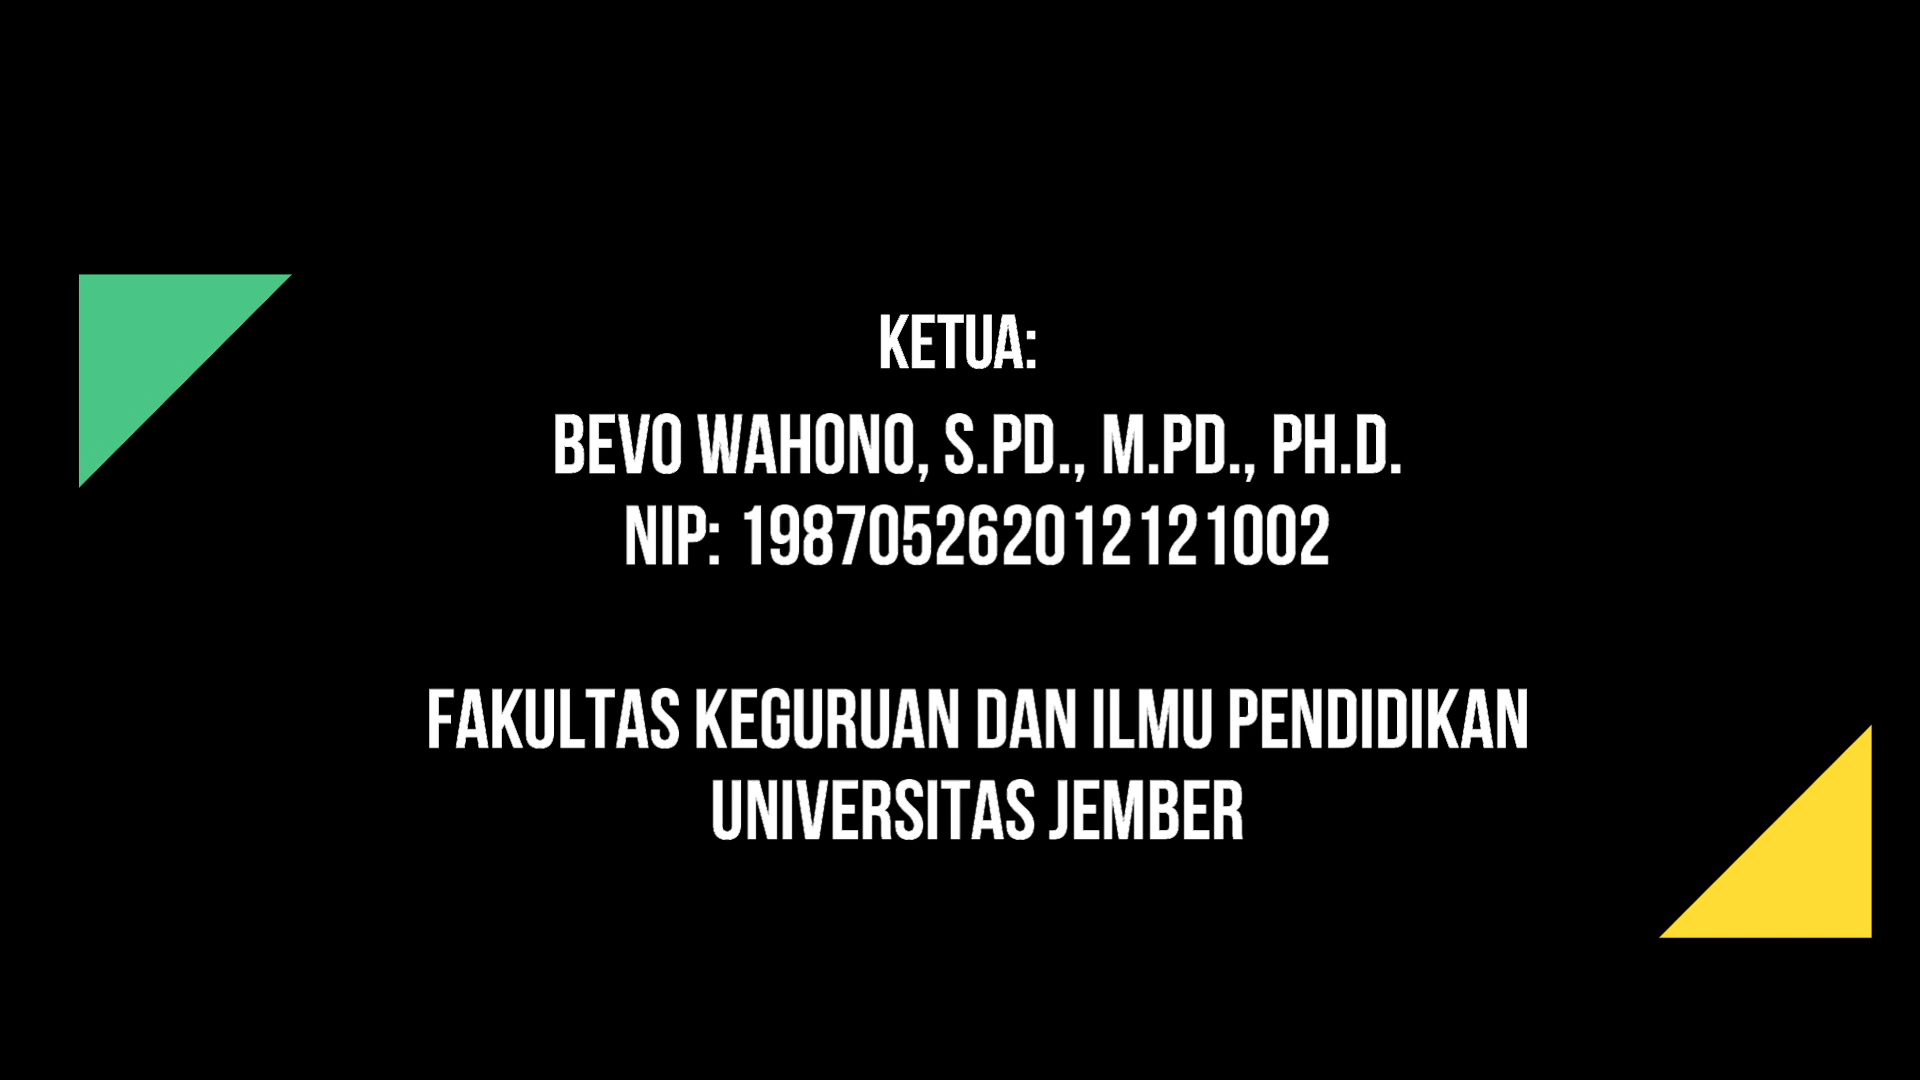 KETUA:
BEVO WAHONO, S.PD., M.PD., PH.D.
NIP: 198705262012121002
FAKULTAS KEGURUAN DAN ILMU PENDIDIKAN
UNIVERSITAS JEMBER